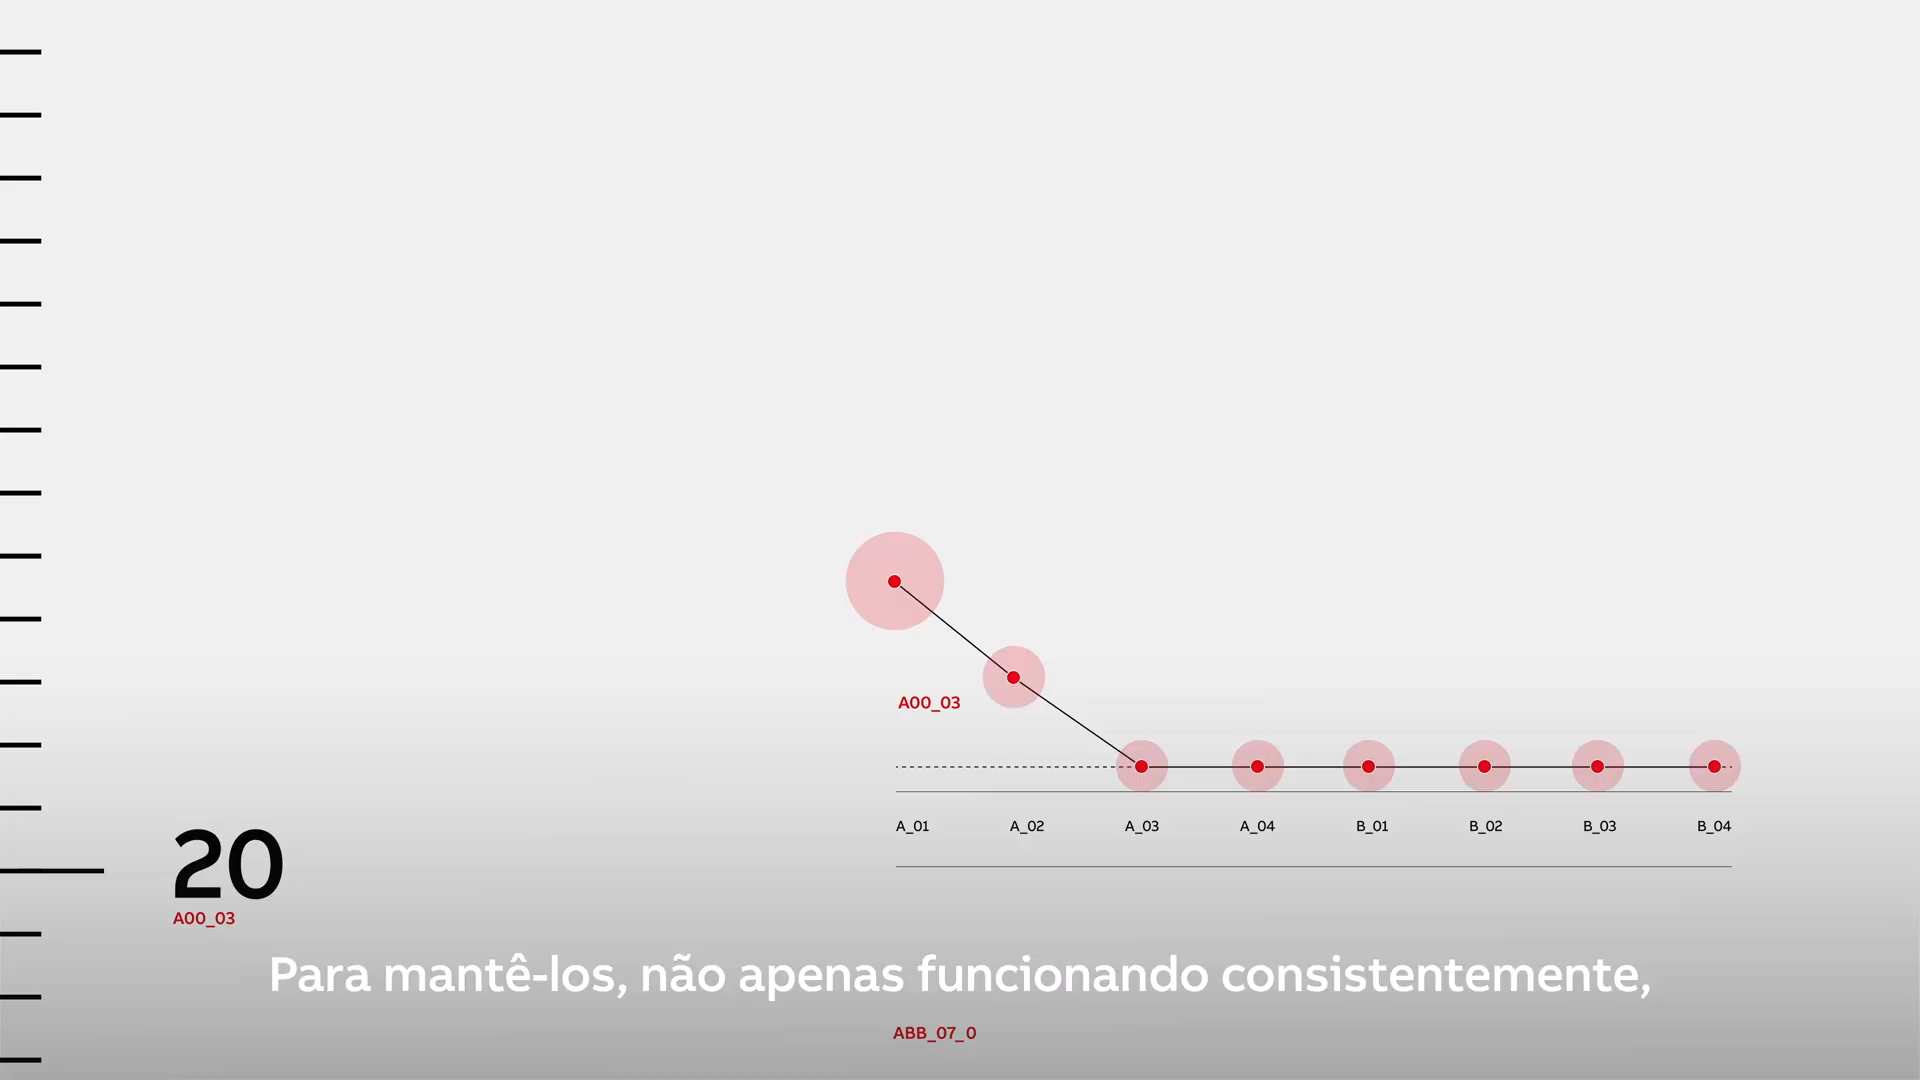 A00_03
A_01 A_02 A_03 A_04 B_01 B_02 B_03 B_04
20
A00_03
Para mantê-los, não apenas funcionando consistentemente,
ABB_07_0